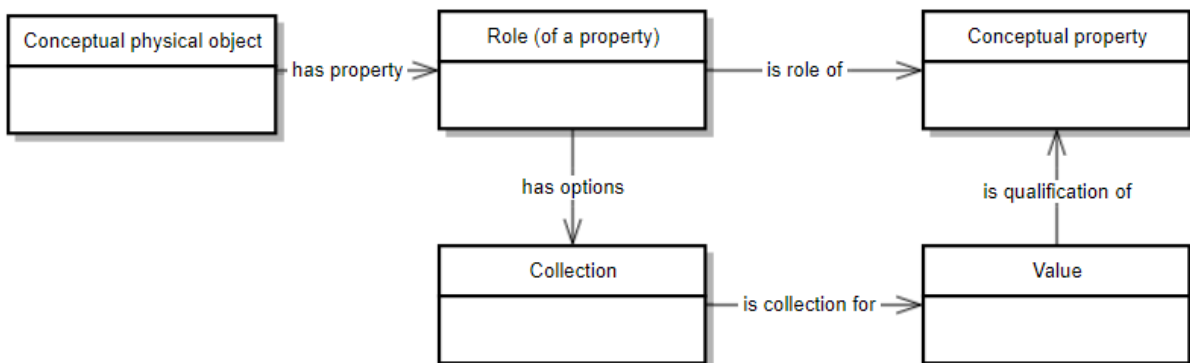 Conceptual physical object
Role (of a property)
Conceptual property
has property
is role of
has options
is qualification of
Collection
Value
is collection for